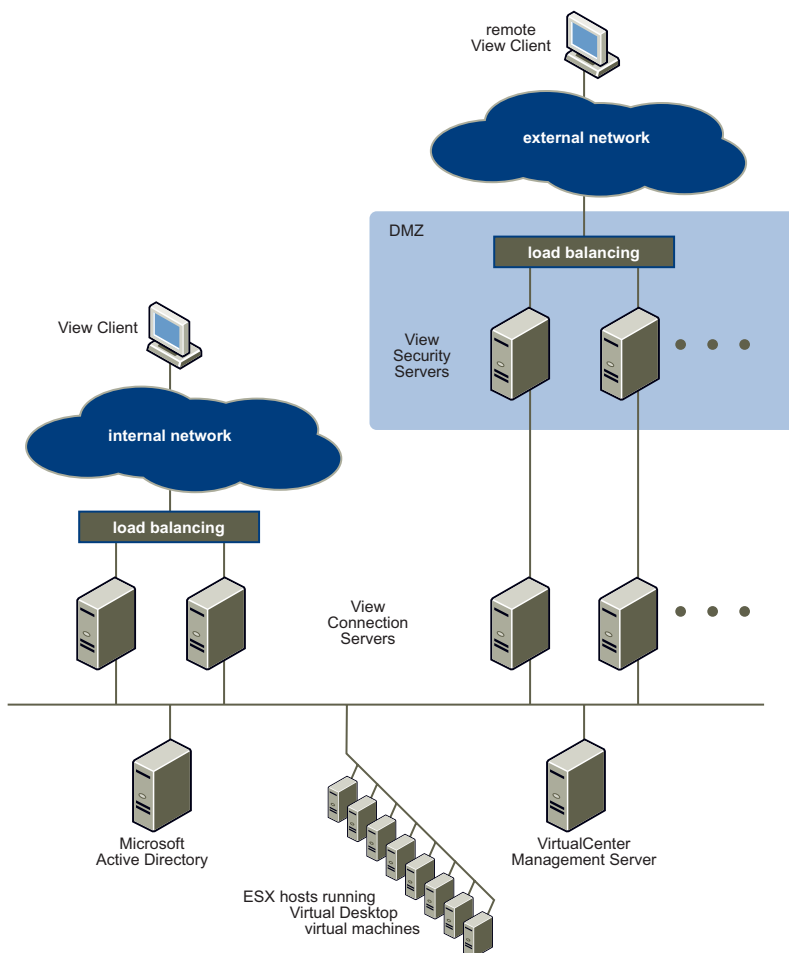 remote
View Client
external network
DMZ
load balancing
View
Security
Servers
View Client
internal network
load balancing
View
Connection
Servers
Microsoft
Active Directory
VirtualCenter
Management Server
ESX hosts running
Virtual Desktop
virtual machines